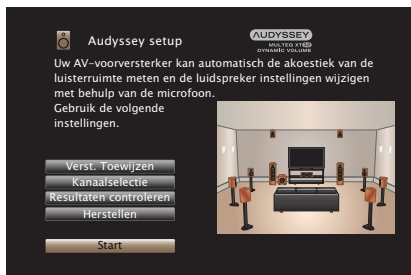 Audyssey setup
AUDYSSEY
MULTEQ XT32
DYNAMIC VOLUME
Uw AV-voorversterker kan automatisch de akoestiek van de
luisterruimte meten en de luidspreker instellingen wijzigen
met behulp van de microfoon.
Gebruik de volgende
instellingen.
Verst. Toewijzen
Kanaalselectie
Resultaten controleren
Herstellen
Start